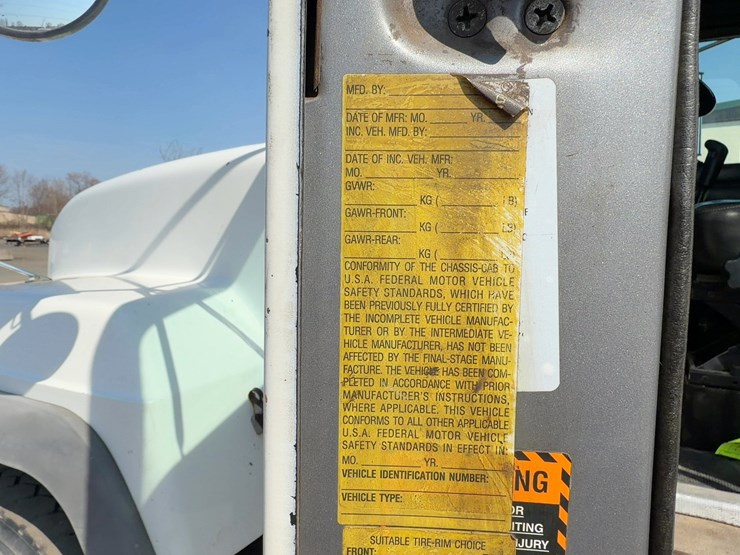 MFD. BY:
DATE OF MFR: MO. YR.
INC. VEH. MFD. BY:
DATE OF INC. VEH. MFR:
MO. YR.
GVWR:
KG ( LB)
GAWR-FRONT:
KG ( LB)
GAWR-REAR:
KG (
CONFORMITY OF THE CHASSIS-CAB TO
U.S.A. FEDERAL MOTOR VEHICLE
SAFETY STANDARDS, WHICH HAVE
BEEN PREVIOUSLY FULLY CERTIFIED BY
THE INCOMPLETE VEHICLE MANUFAC-
TURER OR BY THE INTERMEDIATE VE-
HICLE MANUFACTURER, HAS NOT BEEN
AFFECTED BY THE FINAL-STAGE MANU-
FACTURE. THE VEHICLE HAS BEEN COM-
PLETED IN ACCORDANCE WITH PRIOR
MANUFACTURER'S INSTRUCTIONS,
WHERE APPLICABLE. THIS VEHICLE
CONFORMS TO ALL OTHER APPLICABLE
U.S.A. FEDERAL MOTOR VEHICLE
SAFETY STANDARDS IN EFFECT IN:
MO. YR.
VEHICLE IDENTIFICATION NUMBER:
VEHICLE TYPE:
SUITABLE TIRE-RIM CHOICE
FRONT:
NG
OR
ITING
JURY